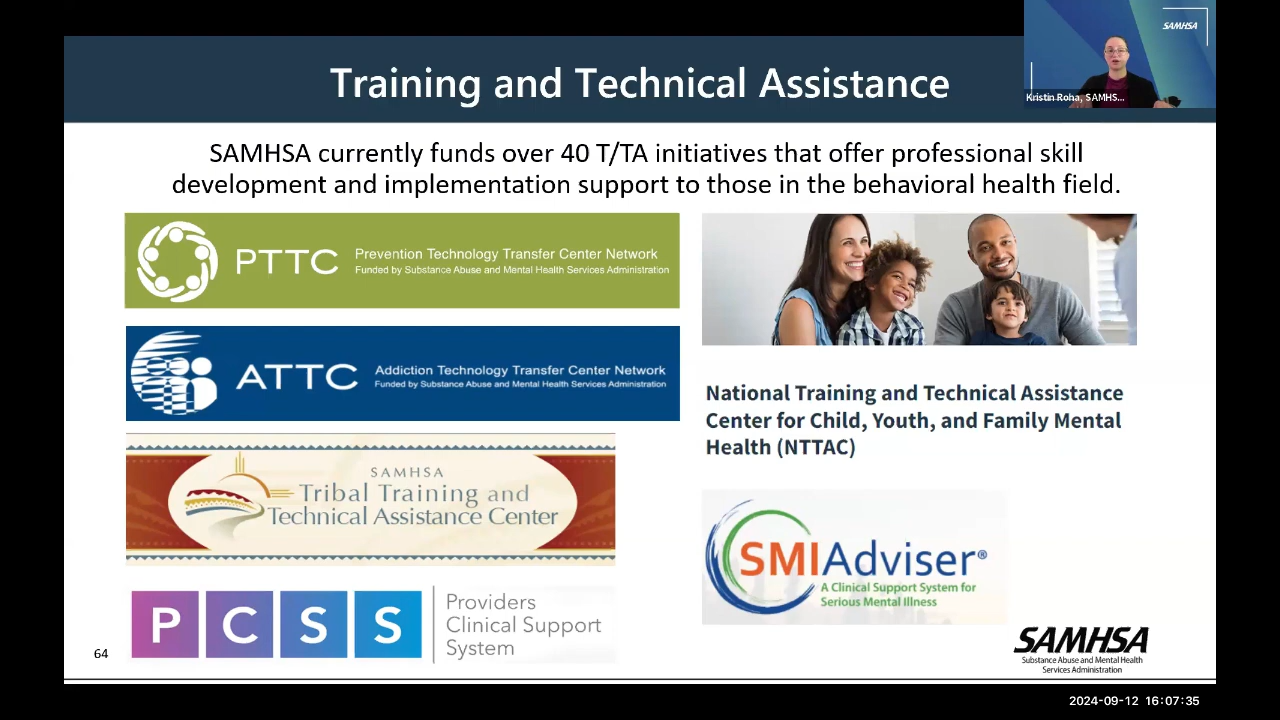 SAMHSA
Kristin Roha, SAMHS...
Training and Technical Assistance
SAMHSA currently funds over 40 T/TA initiatives that offer professional skill
development and implementation support to those in the behavioral health field.
PTTC
Prevention Technology Transfer Center Network
Funded by Substance Abuse and Mental Health Services Administration
ATTC
Addiction Technology Transfer Center Network
Funded by Substance Abuse and Mental Health Services Administration
SAMHSA
Tribal Training and
Technical Assistance Center
PCSS
Providers
Clinical Support
System
National Training and Technical Assistance
Center for Child, Youth, and Family Mental
Health (NTTAC)
SMIAdviser®
A Clinical Support System for
Serious Mental Illness
64
SAMHSA
Substance Abuse and Mental Health
Services Administration
2024-09-12 16:07:35